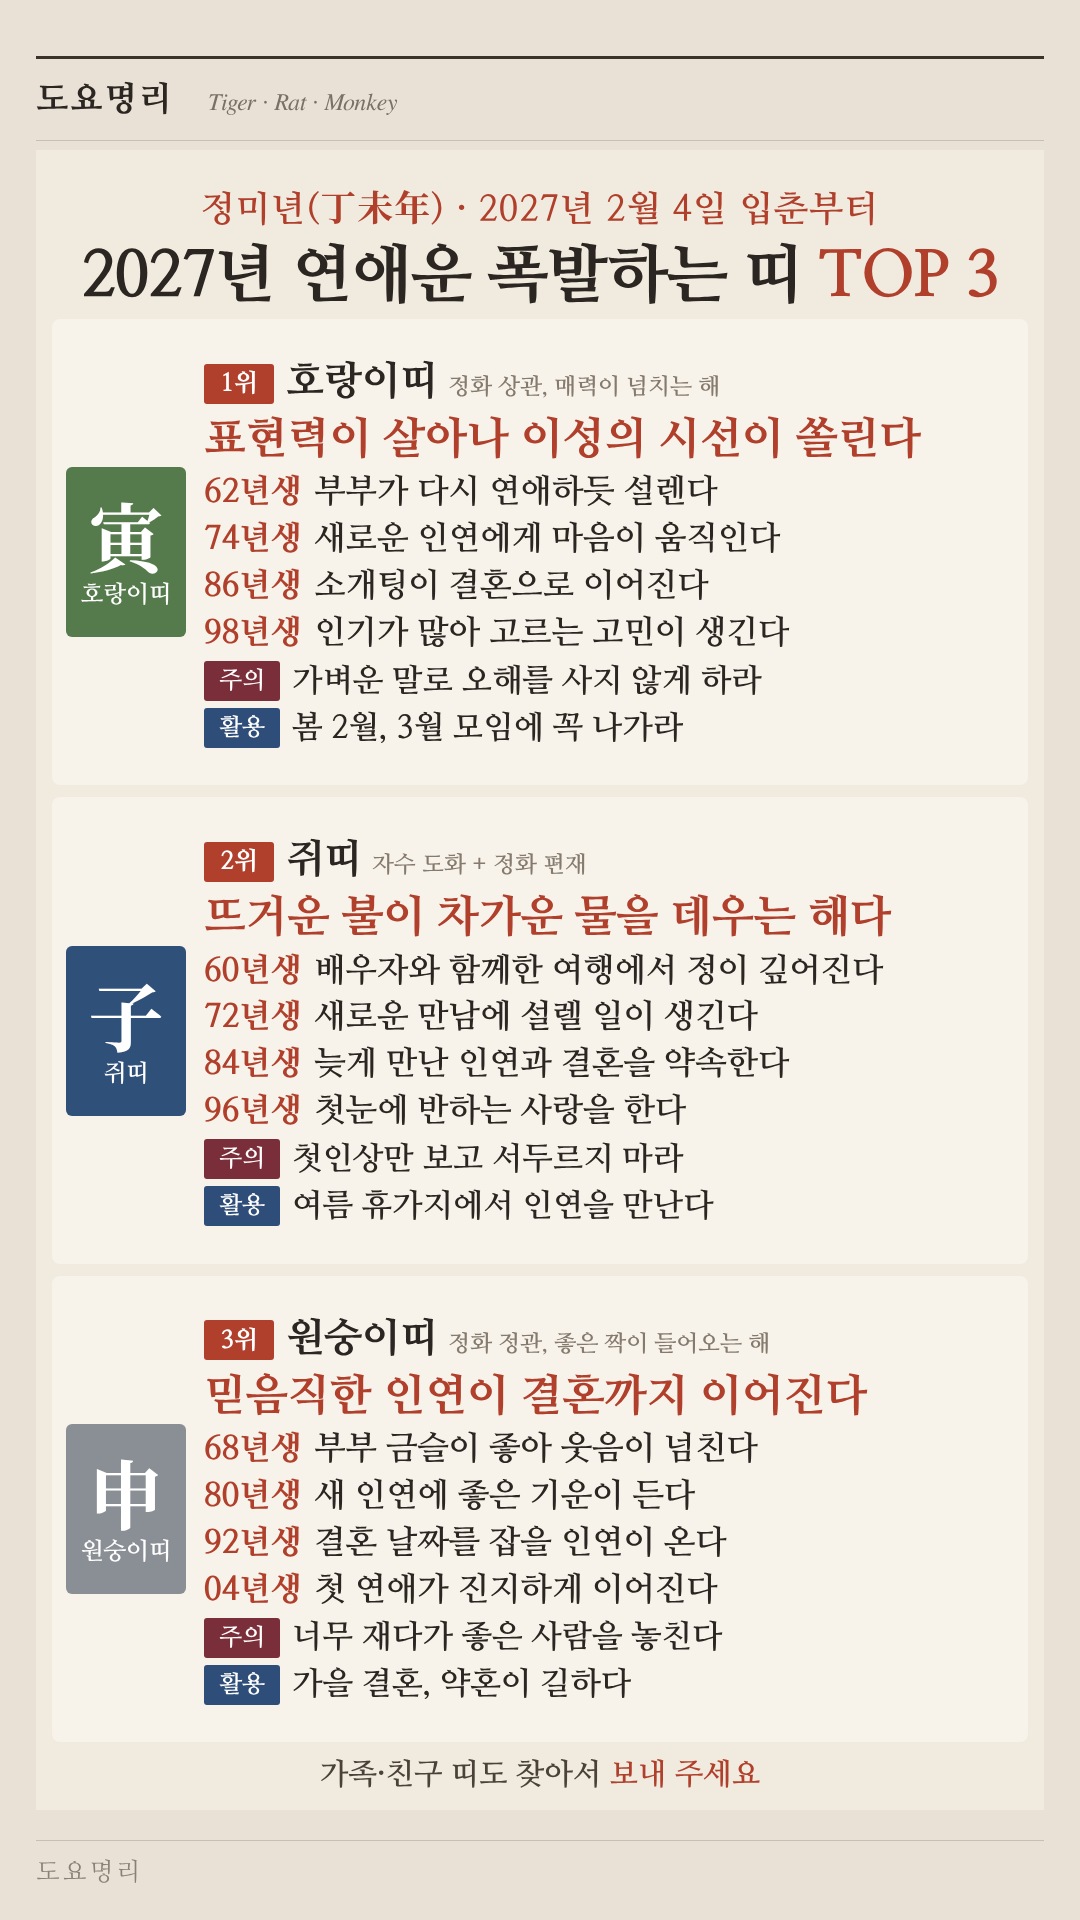 도요명리 Tiger · Rat · Monkey
정미년(丁未年) · 2027년 2월 4일 입춘부터
2027년 연애운 폭발하는 띠 TOP 3
寅
호랑이띠
1위 호랑이띠 정화 상관, 매력이 넘치는 해
표현력이 살아나 이성의 시선이 쏠린다
62년생 부부가 다시 연애하듯 설렌다
74년생 새로운 인연에게 마음이 움직인다
86년생 소개팅이 결혼으로 이어진다
98년생 인기가 많아 고르는 고민이 생긴다
주의 가벼운 말로 오해를 사지 않게 하라
활용 봄 2월, 3월 모임에 꼭 나가라
子
쥐띠
2위 쥐띠 자수 도화 + 정화 편재
뜨거운 불이 차가운 물을 데우는 해다
60년생 배우자와 함께한 여행에서 정이 깊어진다
72년생 새로운 만남에 설렐 일이 생긴다
84년생 늦게 만난 인연과 결혼을 약속한다
96년생 첫눈에 반하는 사랑을 한다
주의 첫인상만 보고 서두르지 마라
활용 여름 휴가지에서 인연을 만난다
申
원숭이띠
3위 원숭이띠 정화 정관, 좋은 짝이 들어오는 해
믿음직한 인연이 결혼까지 이어진다
68년생 부부 금슬이 좋아 웃음이 넘친다
80년생 새 인연에 좋은 기운이 든다
92년생 결혼 날짜를 잡을 인연이 온다
04년생 첫 연애가 진지하게 이어진다
주의 너무 재다가 좋은 사람을 놓친다
활용 가을 결혼, 약혼이 길하다
가족·친구 띠도 찾아서 보내 주세요
도요명리